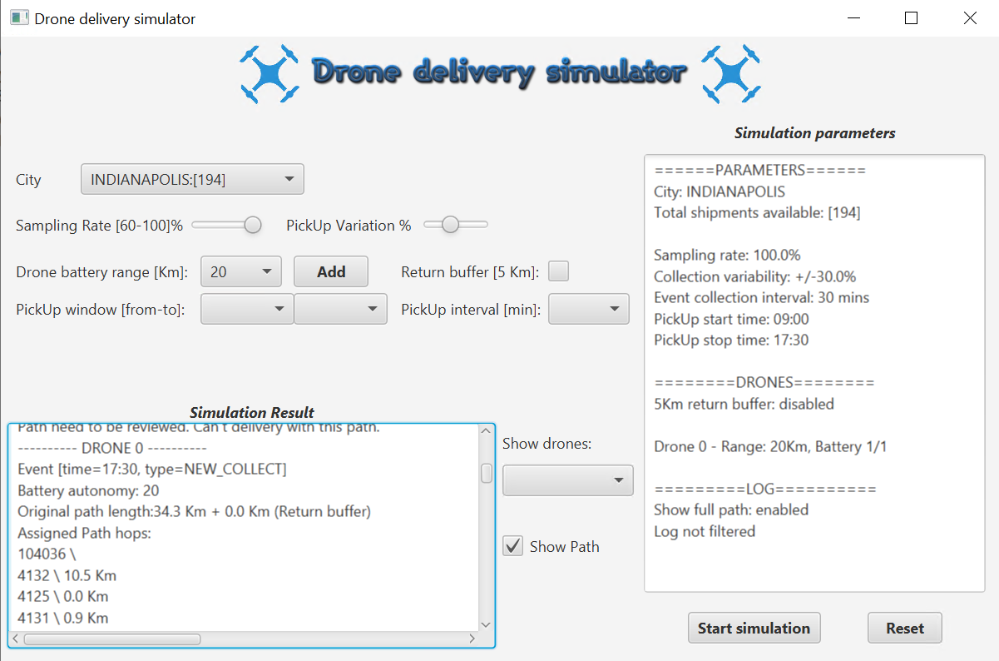 Drone delivery simulator
Drone delivery simulator
Simulation parameters
City
INDIANAPOLIS:[194]
Sampling Rate [60-100]%
PickUp Variation %
Drone battery range [Km]:
20
Add
Return buffer [5 Km]:
PickUp window [from-to]:
PickUp interval [min]:
======PARAMETERS======
City: INDIANAPOLIS
Total shipments available: [194]
Sampling rate: 100.0%
Collection variability: +/-30.0%
Event collection interval: 30 mins
PickUp start time: 09:00
PickUp stop time: 17:30
========DRONES========
5Km return buffer: disabled
Drone 0 - Range: 20Km, Battery 1/1
=========LOG==========
Show full path: enabled
Log not filtered
Simulation Result
Path need to be reviewed. Can't delivery with this path.
---------- DRONE 0 ----------
Event [time=17:30, type=NEW_COLLECT]
Battery autonomy: 20
Original path length:34.3 Km + 0.0 Km (Return buffer)
Assigned Path hops:
104036 \
4132 \ 10.5 Km
4125 \ 0.0 Km
4131 \ 0.9 Km
Show drones:
Show Path
Start simulation
Reset